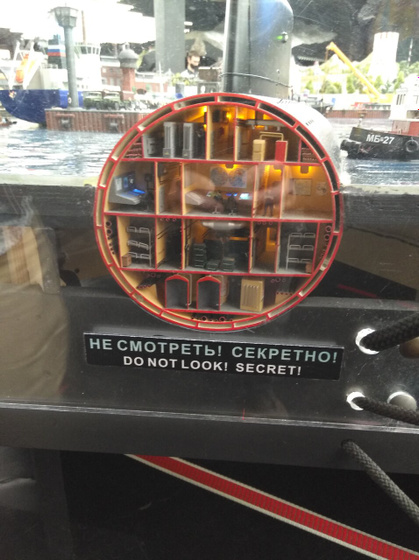 МБ-27
НЕ СМОТРЕТЬ! СЕКРЕТНО!
DO NOT LOOK! SECRET!